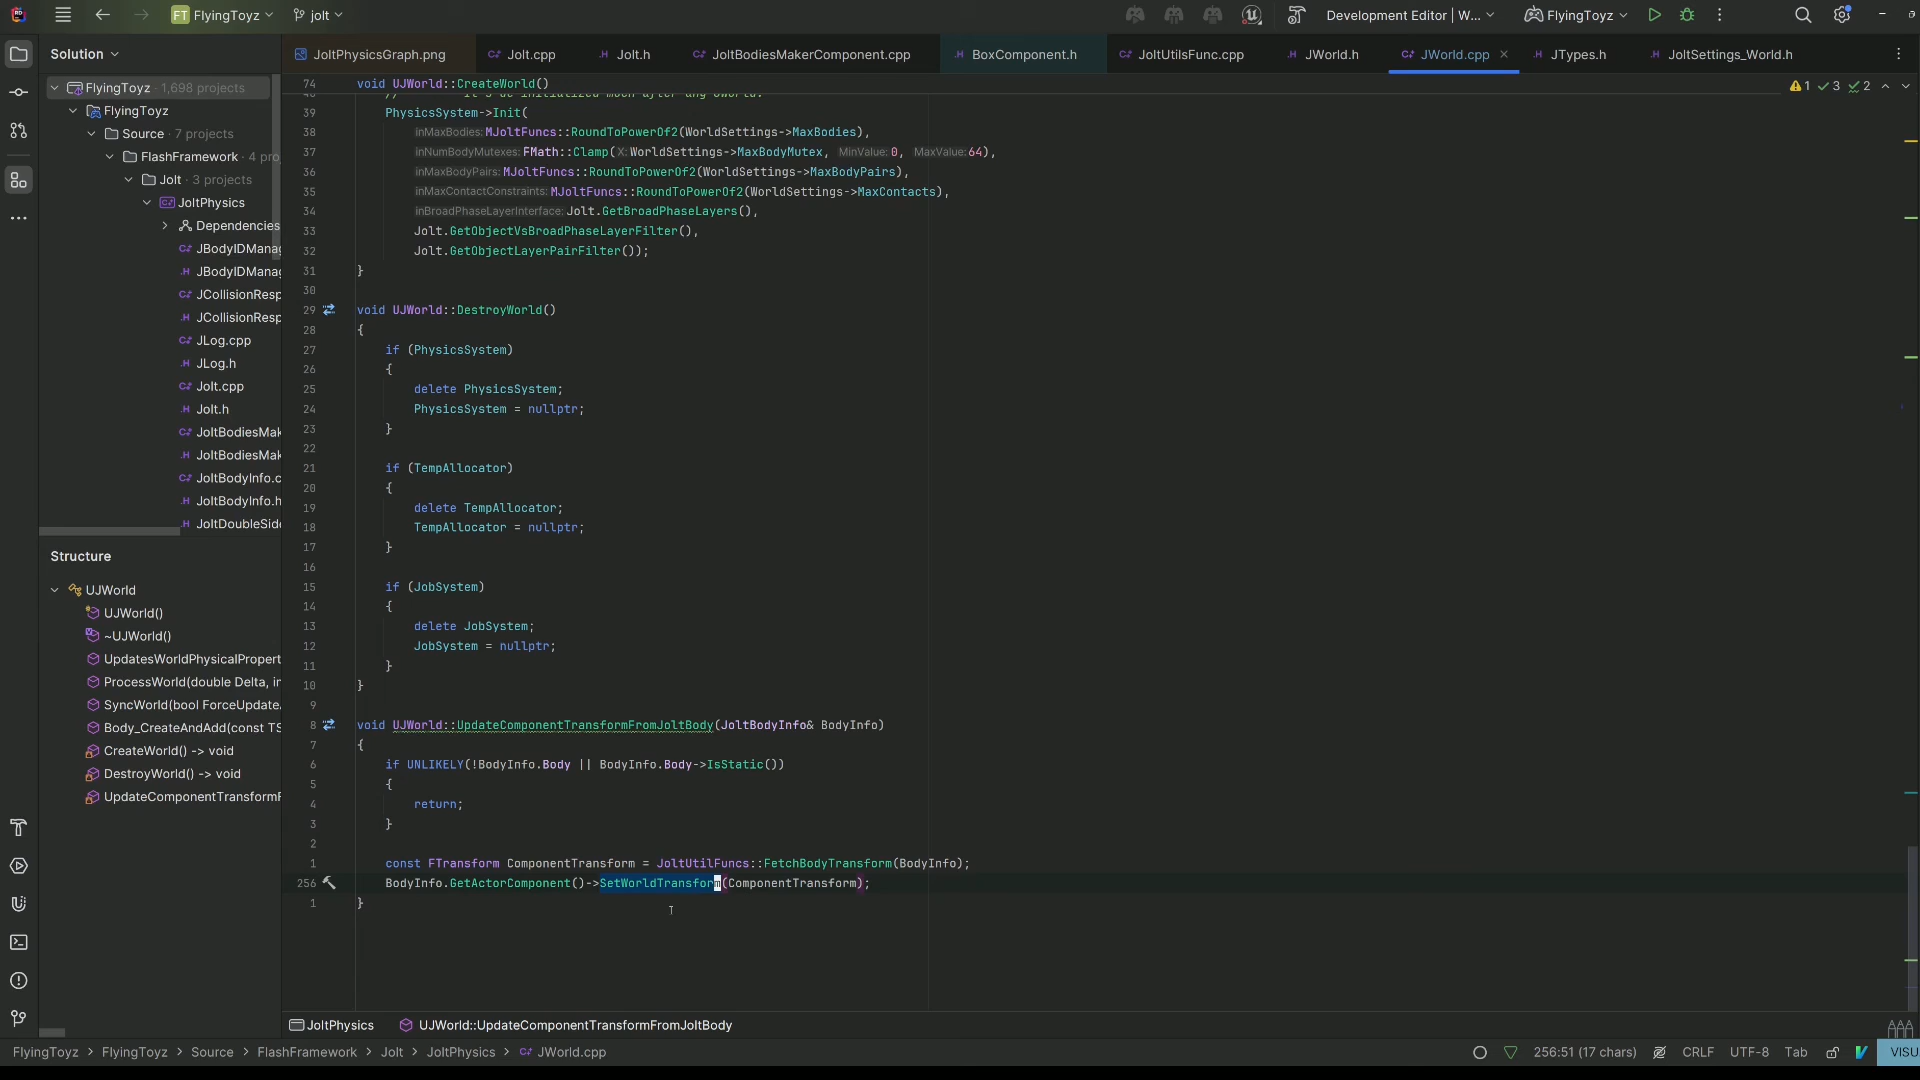 FT FlyingToyz
jolt
Development Editor | W...
FlyingToyz
Solution
JoltPhysicsGraph.png
Jolt.cpp
Jolt.h
JoltBodiesMakerComponent.cpp
BoxComponent.h
JoltUtilsFunc.cpp
JWorld.h
JWorld.cpp
JTypes.h
JoltSettings_World.h
FlyingToyz · 1,698 projects
FlyingToyz
Source · 7 projects
FlashFramework · 4 pro
Jolt · 3 projects
JoltPhysics
Dependencies
JBodyIDManag
JBodyIDManag
JCollisionResp
JCollisionResp
JLog.cpp
JLog.h
Jolt.cpp
Jolt.h
JoltBodiesMak
JoltBodiesMak
JoltBodyInfo.c
JoltBodyInfo.h
JoltDoubleSide
Structure
UJWorld
UJWorld()
~UJWorld()
UpdatesWorldPhysicalPropert
ProcessWorld(double Delta, in
SyncWorld(bool ForceUpdate
Body_CreateAndAdd(const TS
CreateWorld() -> void
DestroyWorld() -> void
UpdateComponentTransformF
1 3 2
74 void UJWorld::CreateWorld()
39 PhysicsSystem->Init(
38 inMaxBodies: MJoltFuncs::RoundToPowerOf2(WorldSettings->MaxBodies),
37 inNumBodyMutexes: FMath::Clamp( X: WorldSettings->MaxBodyMutex, MinValue: 0, MaxValue: 64),
36 inMaxBodyPairs: MJoltFuncs::RoundToPowerOf2(WorldSettings->MaxBodyPairs),
35 inMaxContactConstraints: MJoltFuncs::RoundToPowerOf2(WorldSettings->MaxContacts),
34 inBroadPhaseLayerInterface: Jolt.GetBroadPhaseLayers(),
33 Jolt.GetObjectVsBroadPhaseLayerFilter(),
32 Jolt.GetObjectLayerPairFilter());
31 }
30
29 void UJWorld::DestroyWorld()
28 {
27 if (PhysicsSystem)
26 {
25 delete PhysicsSystem;
24 PhysicsSystem = nullptr;
23 }
22
21 if (TempAllocator)
20 {
19 delete TempAllocator;
18 TempAllocator = nullptr;
17 }
16
15 if (JobSystem)
14 {
13 delete JobSystem;
12 JobSystem = nullptr;
11 }
10 }
9
8 void UJWorld::UpdateComponentTransformFromJoltBody(JoltBodyInfo& BodyInfo)
7 {
6 if UNLIKELY(!BodyInfo.Body || BodyInfo.Body->IsStatic())
5 {
4 return;
3 }
2
1 const FTransform ComponentTransform = JoltUtilFuncs::FetchBodyTransform(BodyInfo);
256 BodyInfo.GetActorComponent()->SetWorldTransform(ComponentTransform);
1 }
JoltPhysics UJWorld::UpdateComponentTransformFromJoltBody
FlyingToyz > FlyingToyz > Source > FlashFramework > Jolt > JoltPhysics > JWorld.cpp
256:51 (17 chars) CRLF UTF-8 Tab VISU